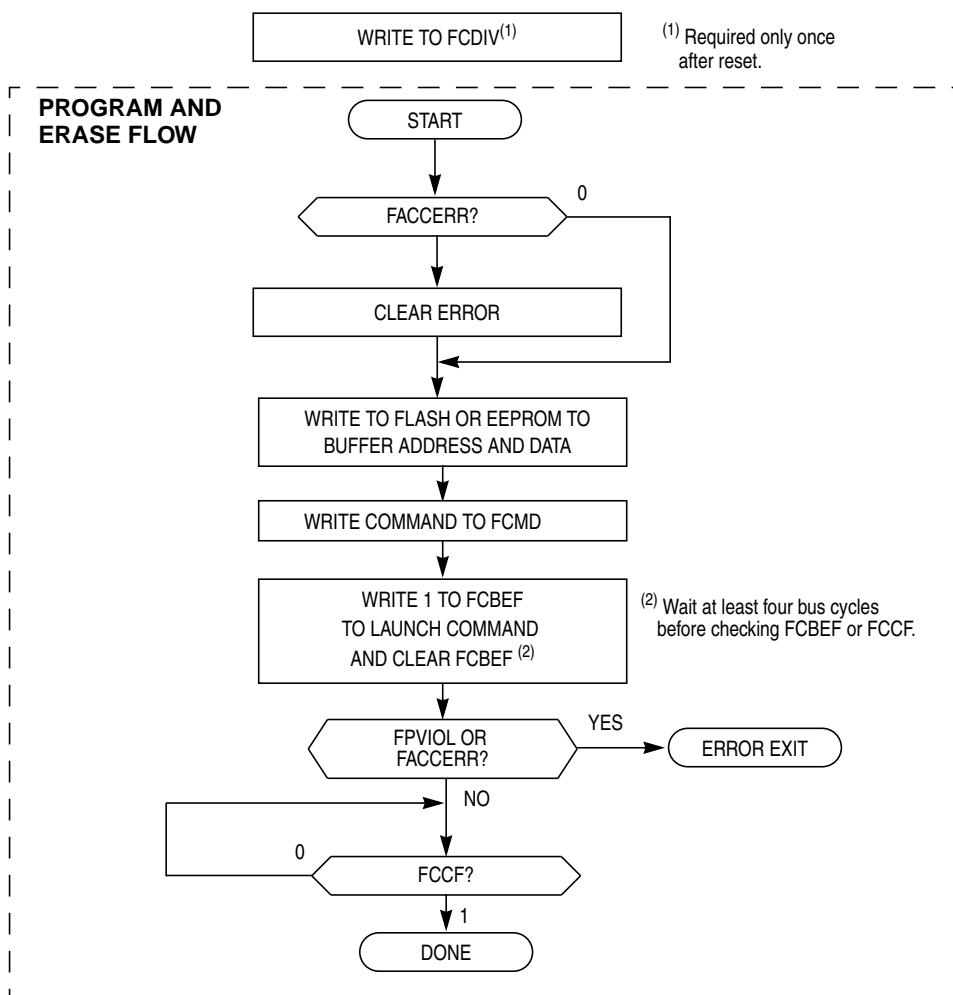 WRITE TO FCDIV(1)
(1) Required only once
after reset.
PROGRAM AND
ERASE FLOW
START
0
FACCERR?
CLEAR ERROR
WRITE TO FLASH OR EEPROM TO
BUFFER ADDRESS AND DATA
WRITE COMMAND TO FCMD
WRITE 1 TO FCBEF
TO LAUNCH COMMAND
AND CLEAR FCBEF (2)
(2) Wait at least four bus cycles
before checking FCBEF or FCCF.
FPVIOL OR
FACCERR?
YES
ERROR EXIT
NO
0
FCCF?
1
DONE